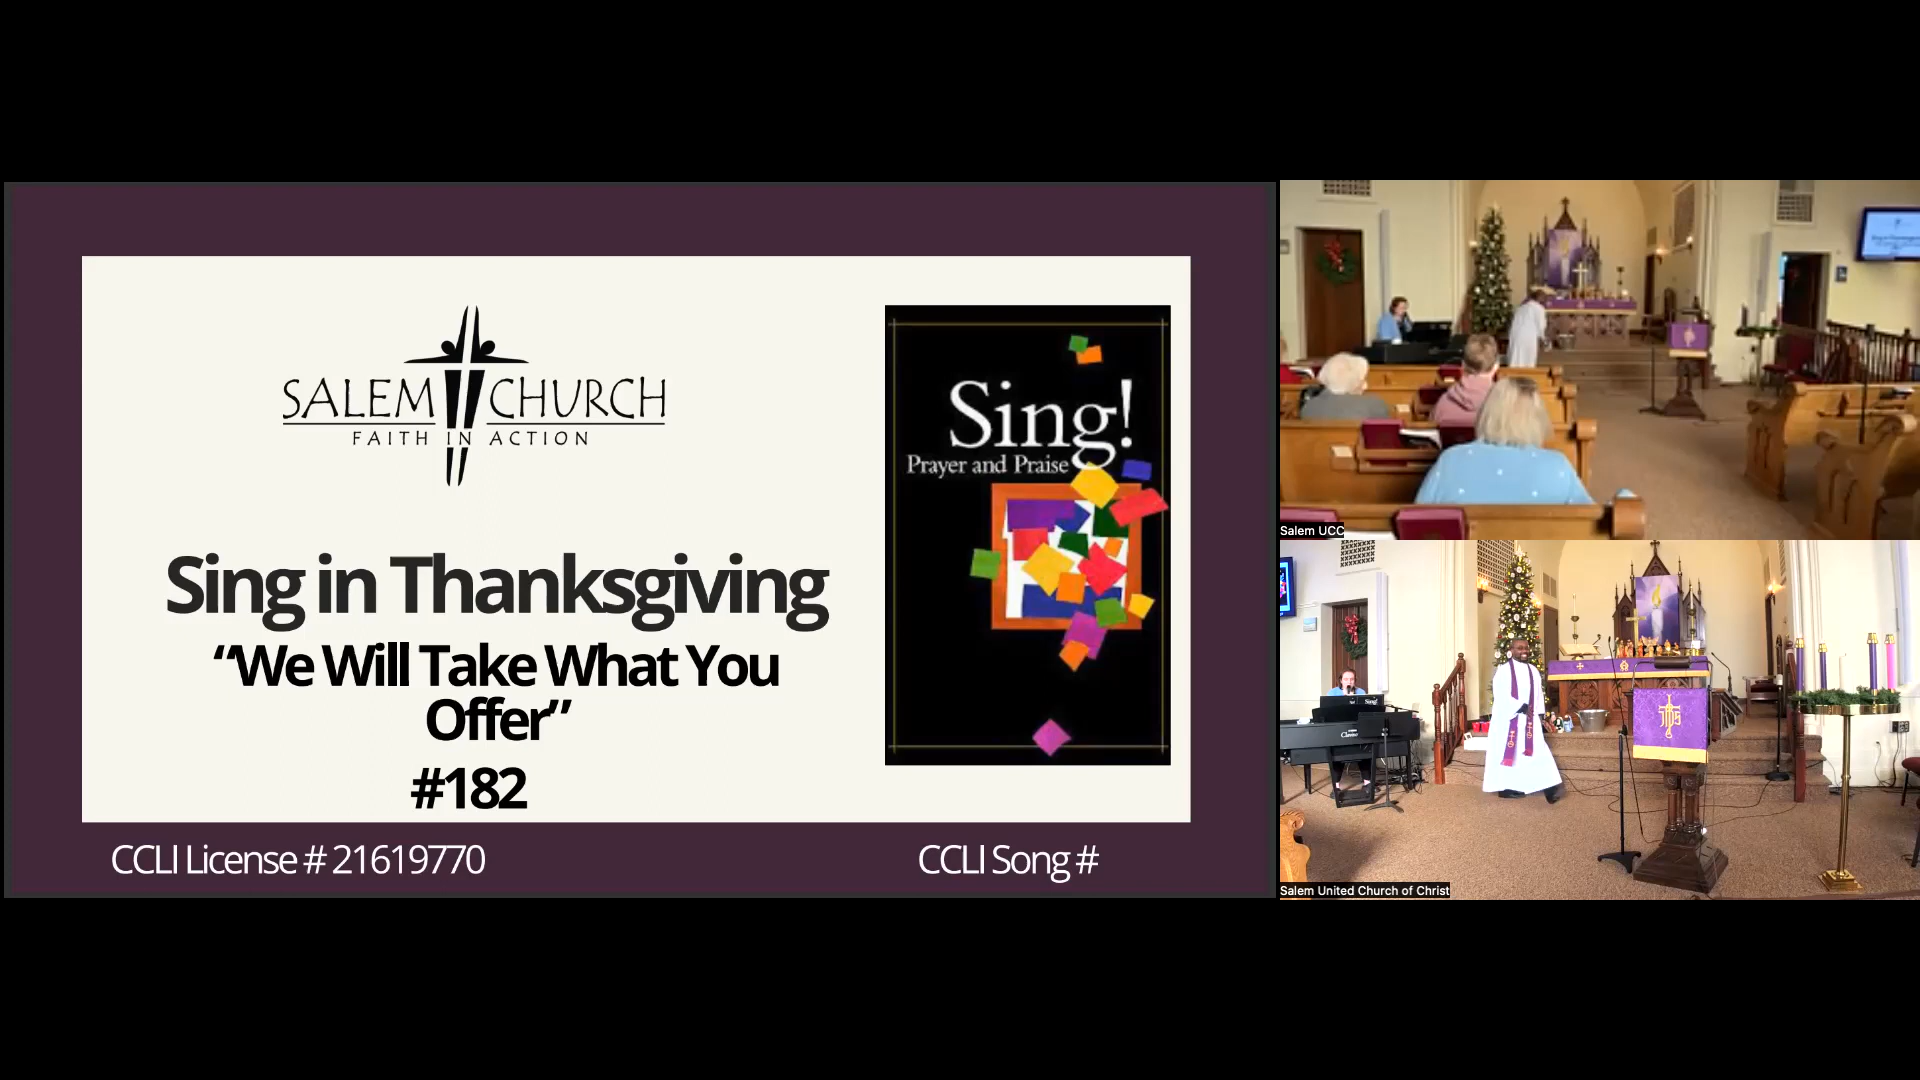 SALEM CHURCH
FAITH IN ACTION
Sing in Thanksgiving
“We Will Take What You
Offer”
#182
CCLI License # 21619770
CCLI Song #
Sing!
Prayer and Praise
Salem UCC
Salem United Church of Christ